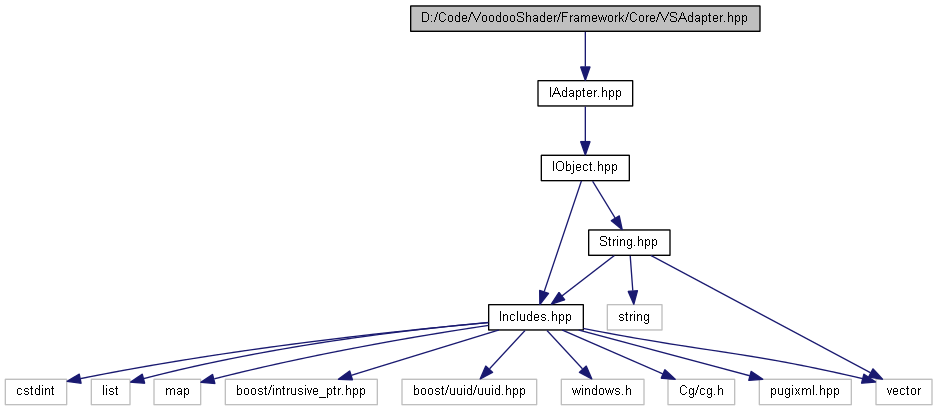 D:/Code/VoodooShader/Framework/Core/VSAdapter.hpp
IAdapter.hpp
IObject.hpp
String.hpp
Includes.hpp
string
cstdint
list
map
boost/intrusive_ptr.hpp
boost/uuid/uuid.hpp
windows.h
Cg/cg.h
pugixml.hpp
vector